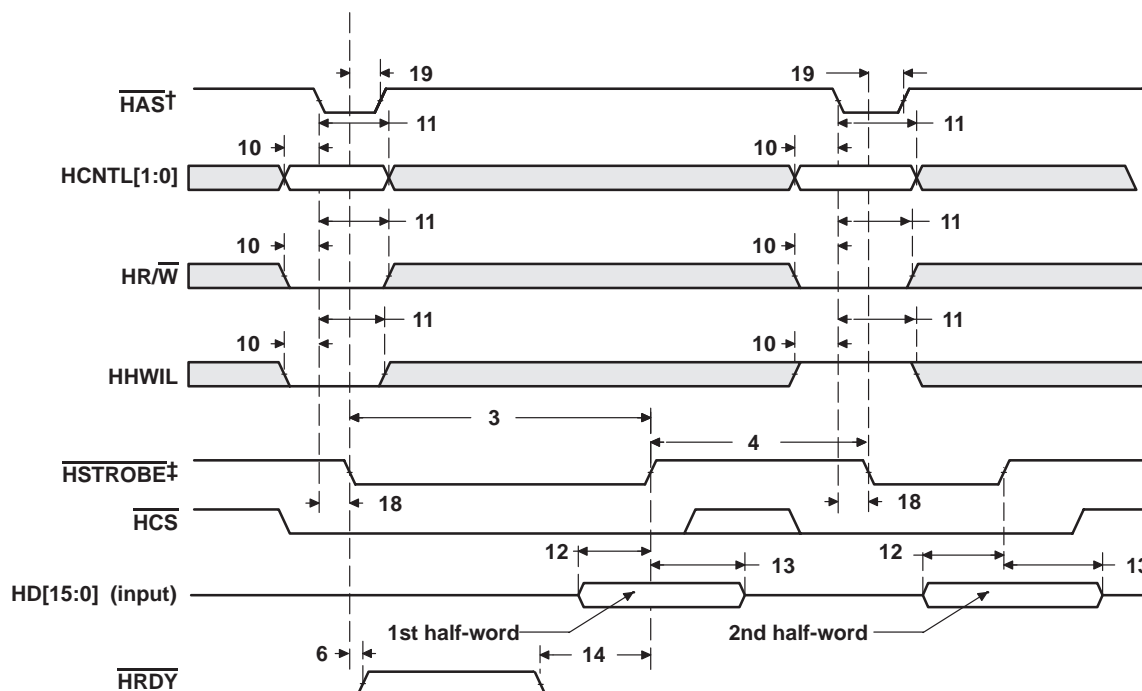 19
19
HAS†
11
11
10
10
HCNTL[1:0]
11
11
10
10
HR/W
11
11
10
10
HHWIL
3
4
HSTROBE‡
18
18
HCS
12
12
13
13
HD[15:0] (input)
1st half-word
2nd half-word
6
14
HRDY